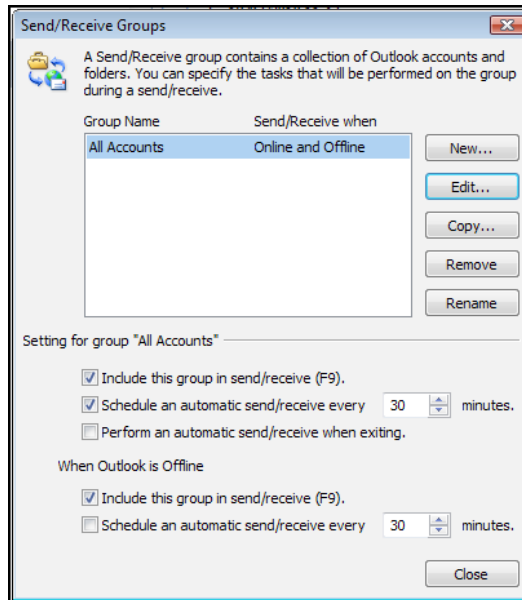 Send/Receive Groups
A Send/Receive group contains a collection of Outlook accounts and
folders. You can specify the tasks that will be performed on the group
during a send/receive.
Group Name Send/Receive when
All Accounts Online and Offline
New...
Edit...
Copy...
Remove
Rename
Setting for group "All Accounts"
Include this group in send/receive (F9).
Schedule an automatic send/receive every 30 minutes.
Perform an automatic send/receive when exiting.
When Outlook is Offline
Include this group in send/receive (F9).
Schedule an automatic send/receive every 30 minutes.
Close